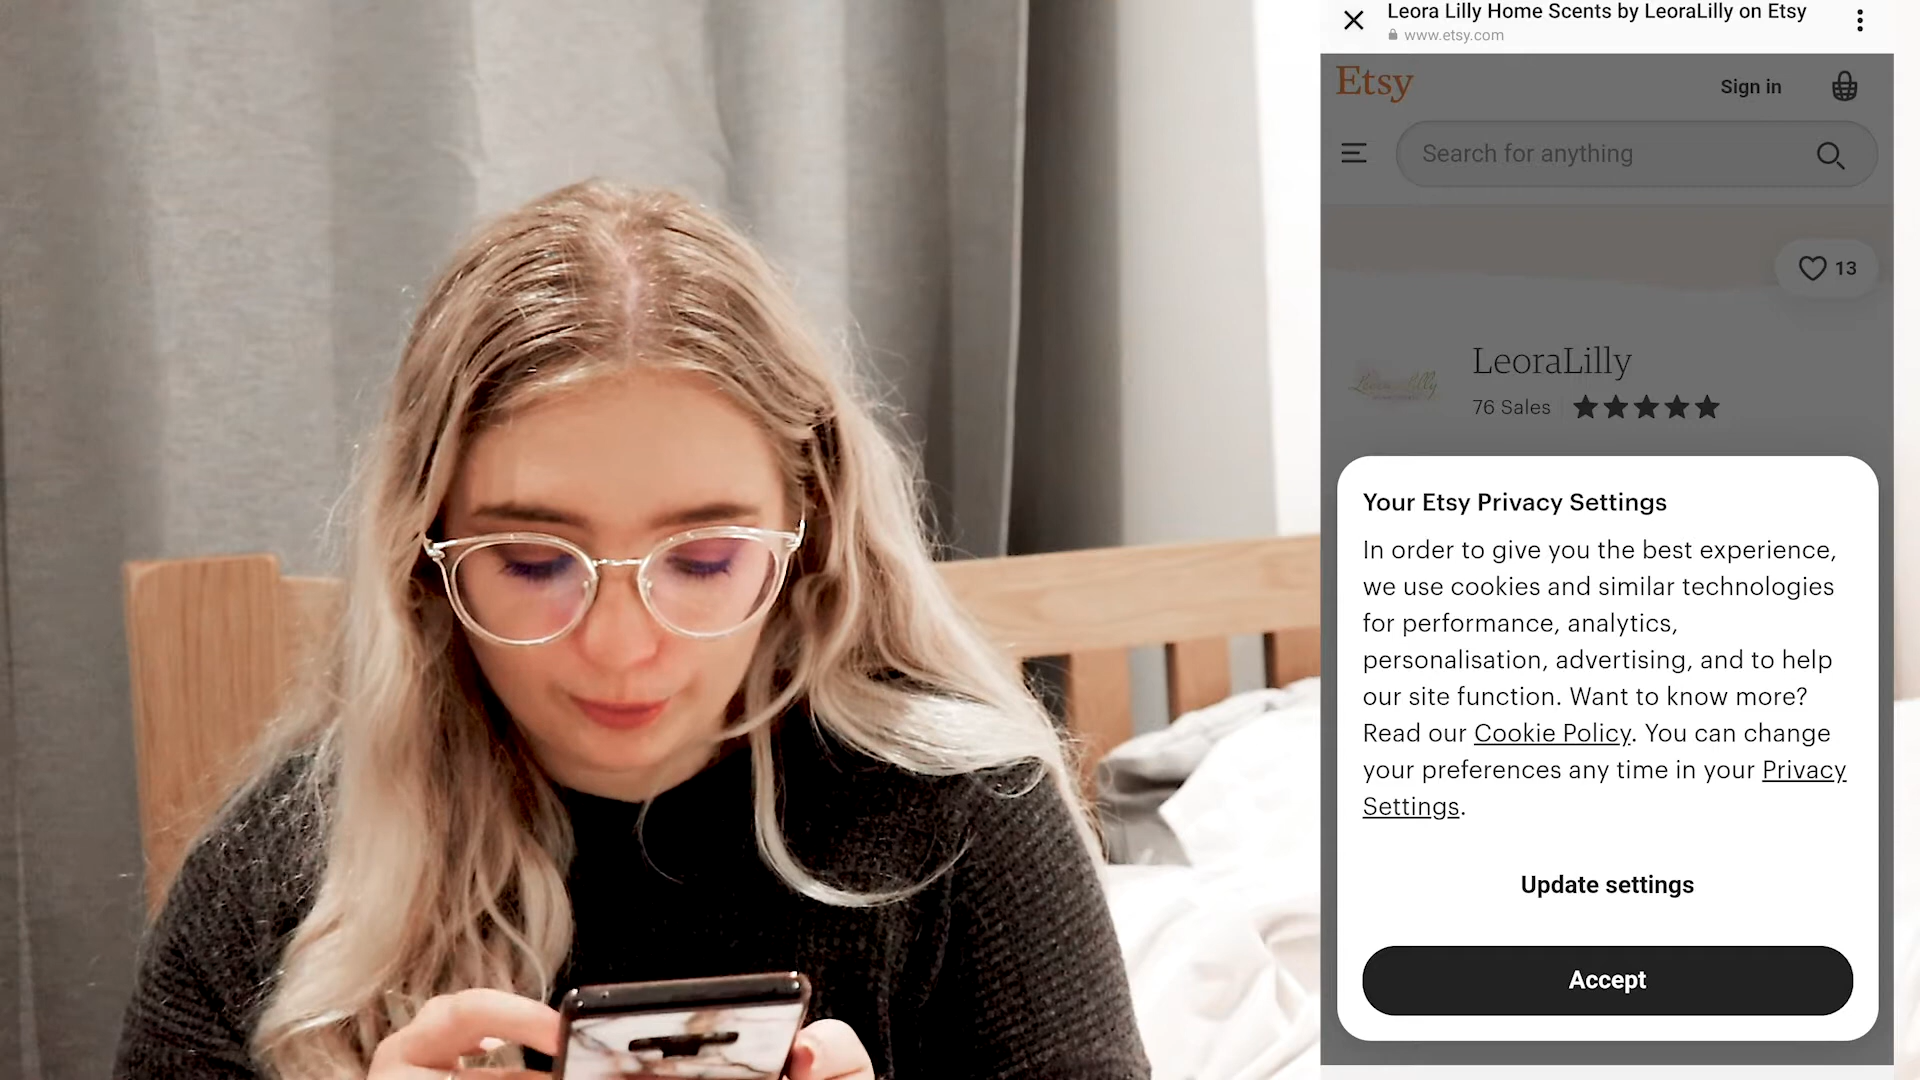 Leora Lilly Home Scents by LeoraLilly on Etsy
www.etsy.com
Etsy
Sign in
Search for anything
13
LeoraLilly
76 Sales
Your Etsy Privacy Settings
In order to give you the best experience,
we use cookies and similar technologies
for performance, analytics,
personalisation, advertising, and to help
our site function. Want to know more?
Read our Cookie Policy. You can change
your preferences any time in your Privacy
Settings.
Update settings
Accept